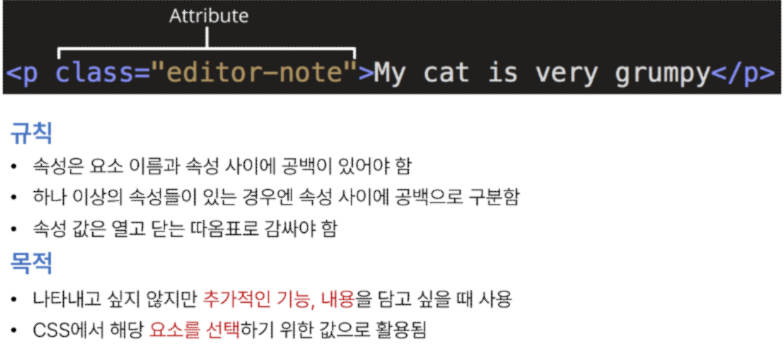 Attribute
<p class="editor-note">My cat is very grumpy</p>
규칙
• 속성은 요소 이름과 속성 사이에 공백이 있어야 함
• 하나 이상의 속성들이 있는 경우엔 속성 사이에 공백으로 구분함
• 속성 값은 열고 닫는 따옴표로 감싸야 함
목적
• 나타내고 싶지 않지만 추가적인 기능, 내용을 담고 싶을 때 사용
• CSS에서 해당 요소를 선택하기 위한 값으로 활용됨